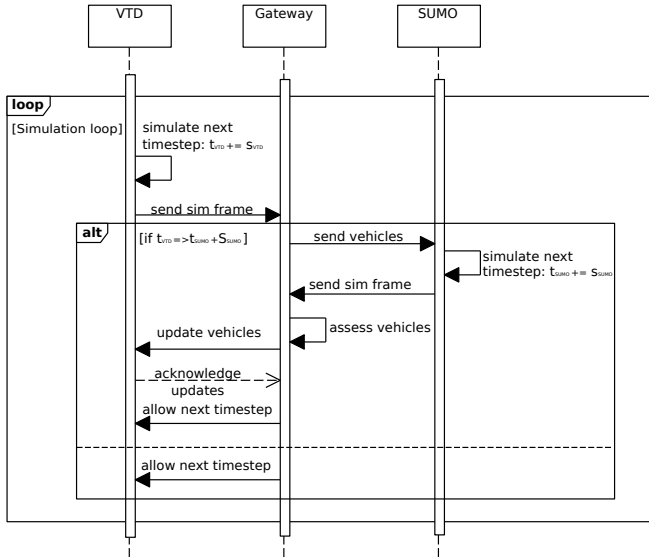 VTD
Gateway
SUMO
loop
[Simulation loop]
simulate next
timestep: tVTD += sVTD
send sim frame
alt
[if tVTD=>tSUMO+SSUMO]
send vehicles
simulate next
timestep: tSUMO += sSUMO
send sim frame
assess vehicles
update vehicles
acknowledge
updates
allow next timestep
allow next timestep